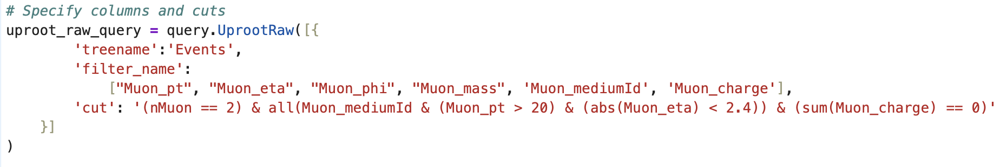 # Specify columns and cuts
uproot_raw_query = query.UprootRaw([{
        'treename':'Events',
        'filter_name':
            ["Muon_pt", "Muon_eta", "Muon_phi", "Muon_mass", 'Muon_mediumId', 'Muon_charge'],
        'cut': '(nMuon == 2) & all(Muon_mediumId & (Muon_pt > 20) & (abs(Muon_eta) < 2.4)) & (sum(Muon_charge) == 0)'
    }]
)